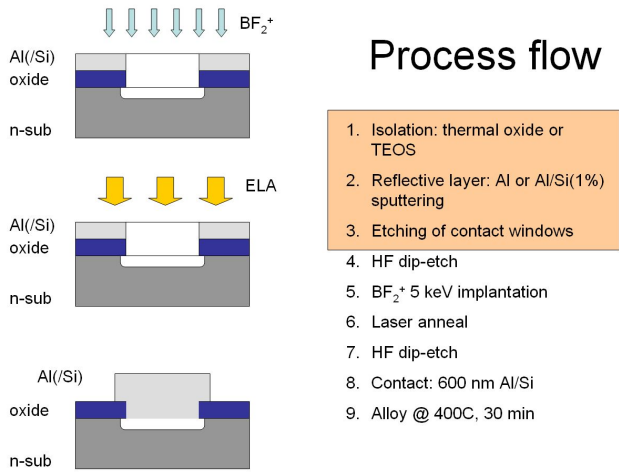 BF₂⁺
Al(/Si)
oxide
n-sub
ELA
Al(/Si)
oxide
n-sub
Al(/Si)
oxide
n-sub
Process flow
1. Isolation: thermal oxide or
TEOS
2. Reflective layer: Al or Al/Si(1%)
sputtering
3. Etching of contact windows
4. HF dip-etch
5. BF₂⁺ 5 keV implantation
6. Laser anneal
7. HF dip-etch
8. Contact: 600 nm Al/Si
9. Alloy @ 400C, 30 min